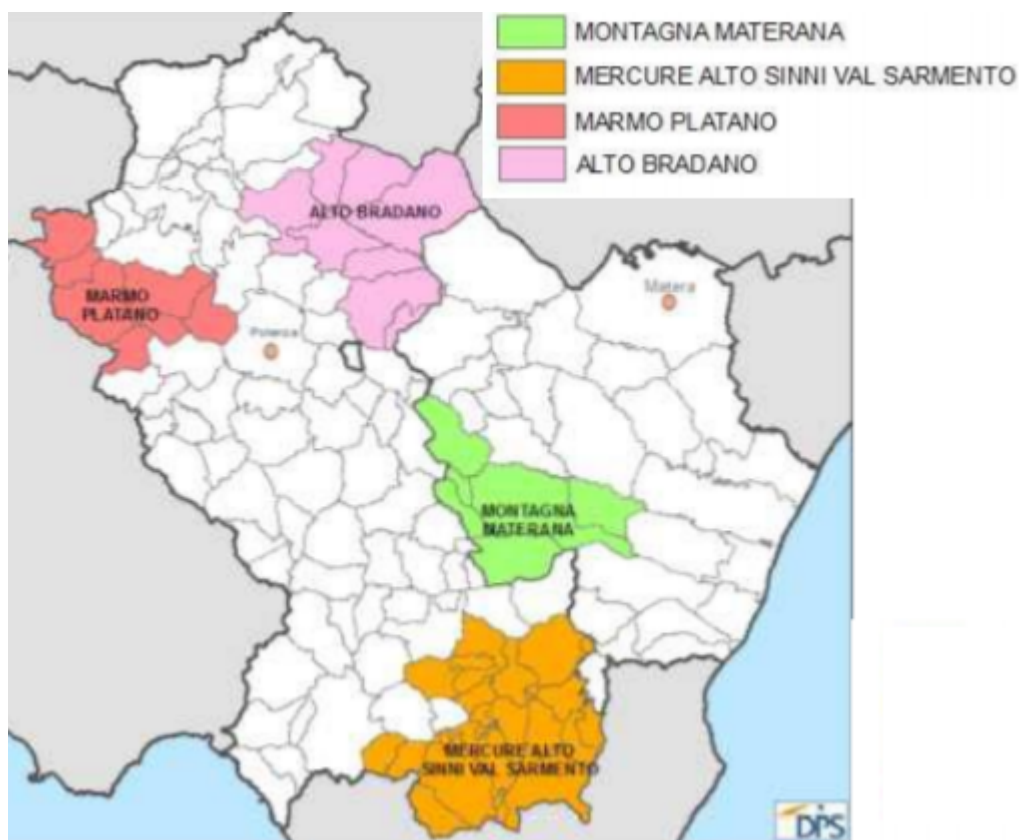 MONTAGNA MATERANA
MERCURE ALTO SINNI VAL SARMENTO
MARMO PLATANO
ALTO BRADANO
ALTO BRADANO
Matera
MARMO
PLATANO
Potenza
MONTAGNA
MATERANA
MERCURE ALTO
SINNI VAL SARMENTO
DPS